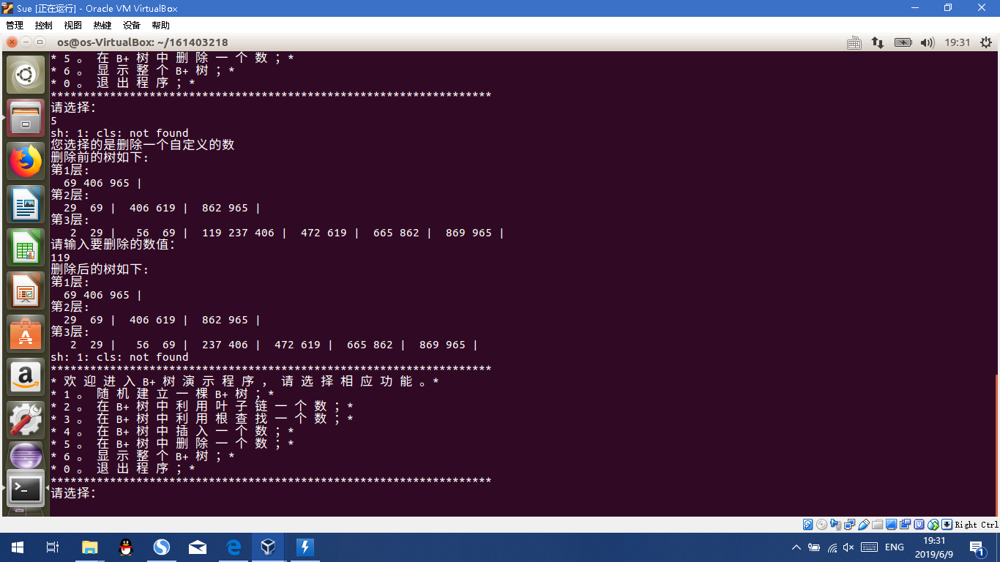 Sue [正在运行] - Oracle VM VirtualBox
管理 控制 视图 热键 设备 帮助
os@os-VirtualBox: ~/161403218
19:31
* 5 。 在 B+ 树 中 删 除 一 个 数 ；*
* 6 。 显 示 整 个 B+ 树 ；*
* 0 。 退 出 程 序 ；*
*******************************************************************
请选择：
5
sh: 1: cls: not found
您选择的是删除一个自定义的数
删除前的树如下：
第1层：
69 406 965 |
第2层：
29 69 | 406 619 | 862 965 |
第3层：
2 29 | 56 69 | 119 237 406 | 472 619 | 665 862 | 869 965 |
请输入要删除的数值：
119
删除后的树如下：
第1层：
69 406 965 |
第2层：
29 69 | 406 619 | 862 965 |
第3层：
2 29 | 56 69 | 237 406 | 472 619 | 665 862 | 869 965 |
sh: 1: cls: not found
*******************************************************************
* 欢 迎 进 入 B+ 树 演 示 程 序 ， 请 选 择 相 应 功 能 。*
* 1 。 随 机 建 立 一 棵 B+ 树 ；*
* 2 。 在 B+ 树 中 利 用 叶 子 链 一 个 数 ；*
* 3 。 在 B+ 树 中 利 用 根 查 找 一 个 数 ；*
* 4 。 在 B+ 树 中 插 入 一 个 数 ；*
* 5 。 在 B+ 树 中 删 除 一 个 数 ；*
* 6 。 显 示 整 个 B+ 树 ；*
* 0 。 退 出 程 序 ；*
*******************************************************************
请选择：
Right Ctrl
ENG
19:31
2019/6/9
1